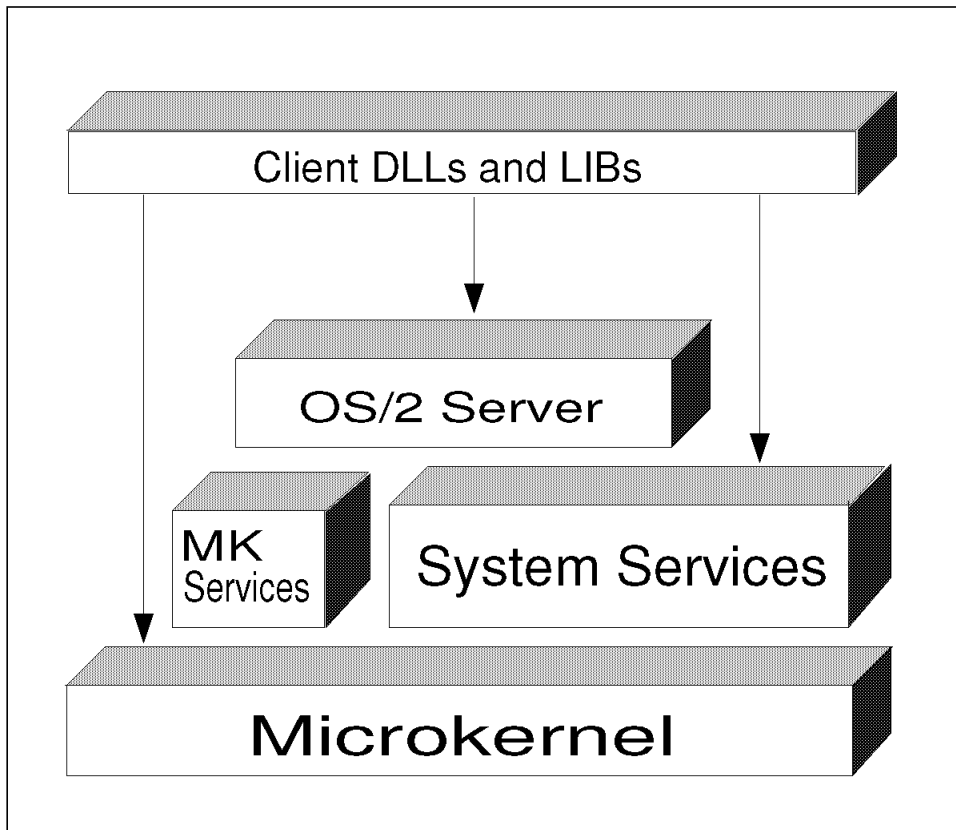 Client DLLs and LIBs
OS/2 Server
MK
Services
System Services
Microkernel